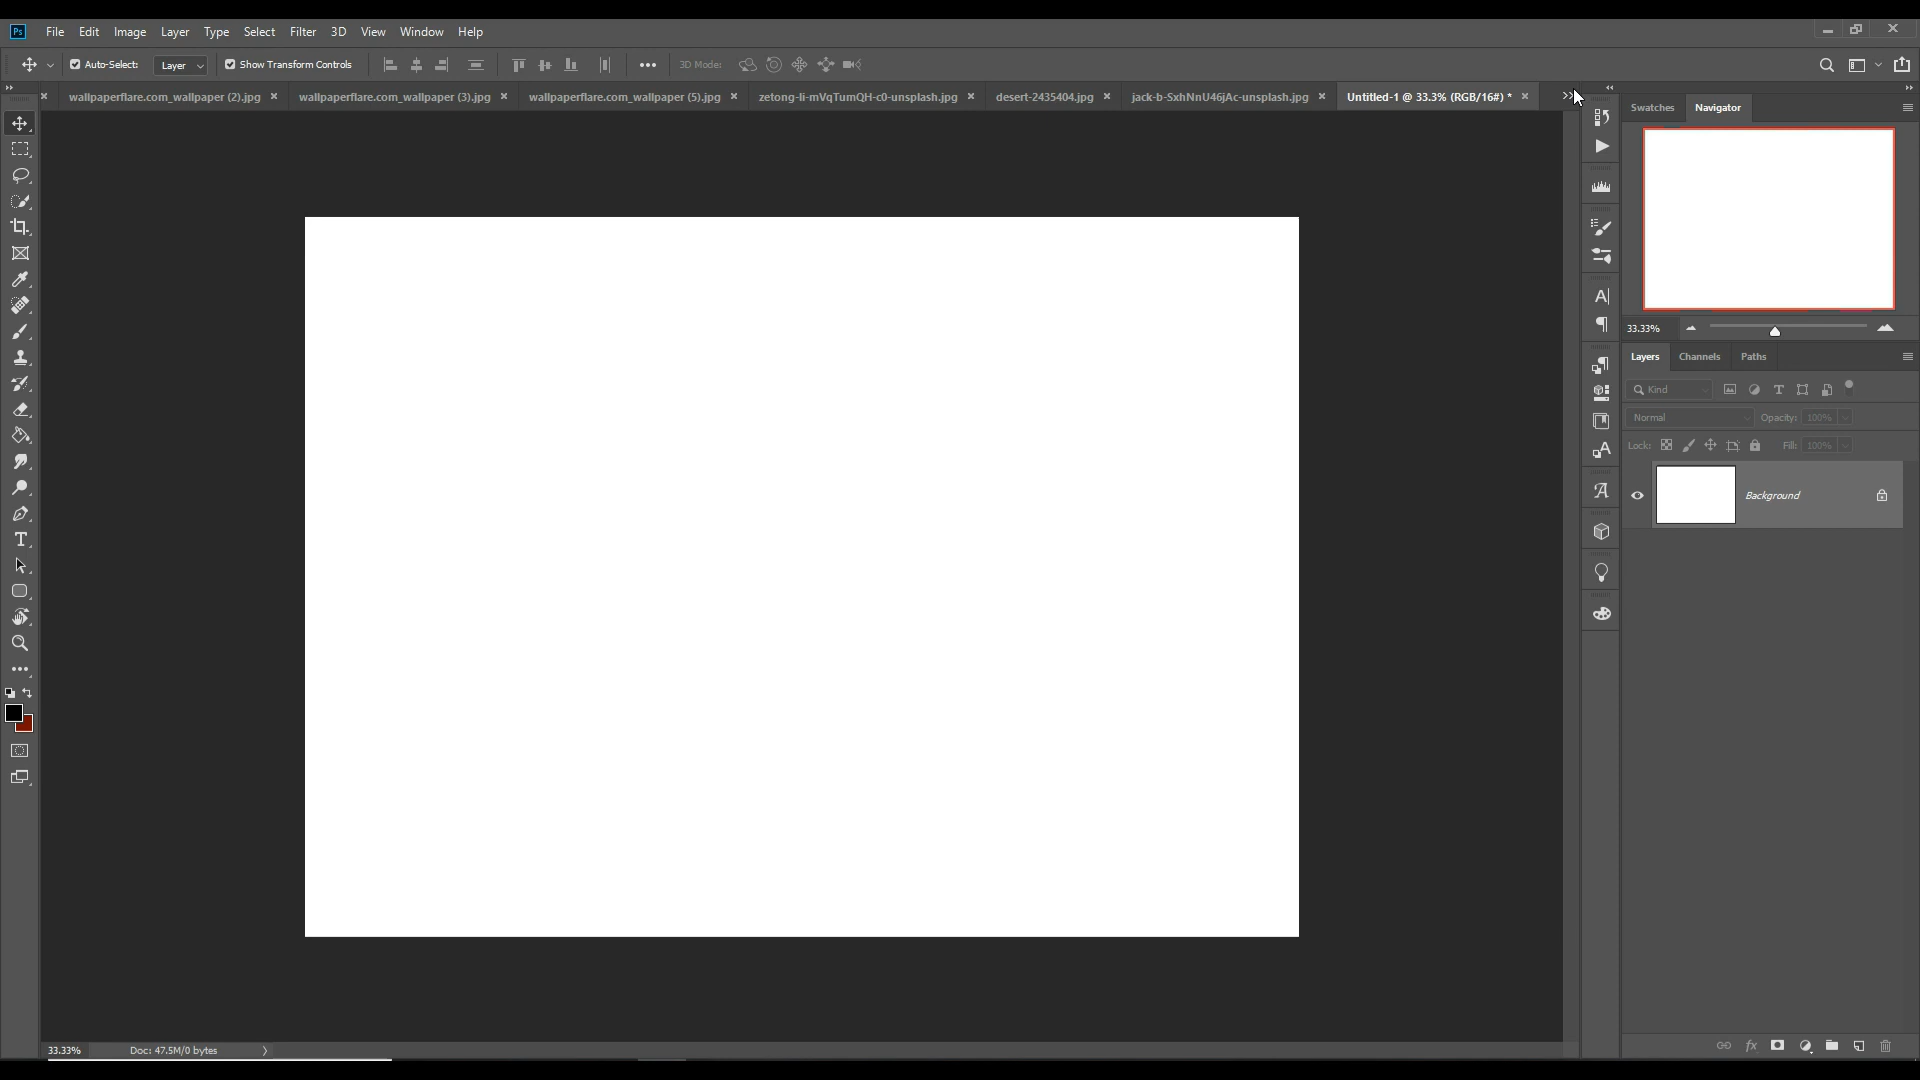 Ps File Edit Image Layer Type Select Filter 3D View Window Help
Auto-Select: Layer Show Transform Controls 3D Mode:
wallpaperflare.com_wallpaper (2).jpg × wallpaperflare.com_wallpaper (3).jpg × wallpaperflare.com_wallpaper (5).jpg × zetong-li-mVqTumQH-c0-unsplash.jpg × desert-2435404.jpg × jack-b-SxhNnU46jAc-unsplash.jpg × Untitled-1 @ 33.3% (RGB/16#) * ×
Swatches Navigator
33.33%
Layers Channels Paths
Kind
Normal Opacity: 100%
Lock: Fill: 100%
Background
33.33% Doc: 47.5M/0 bytes